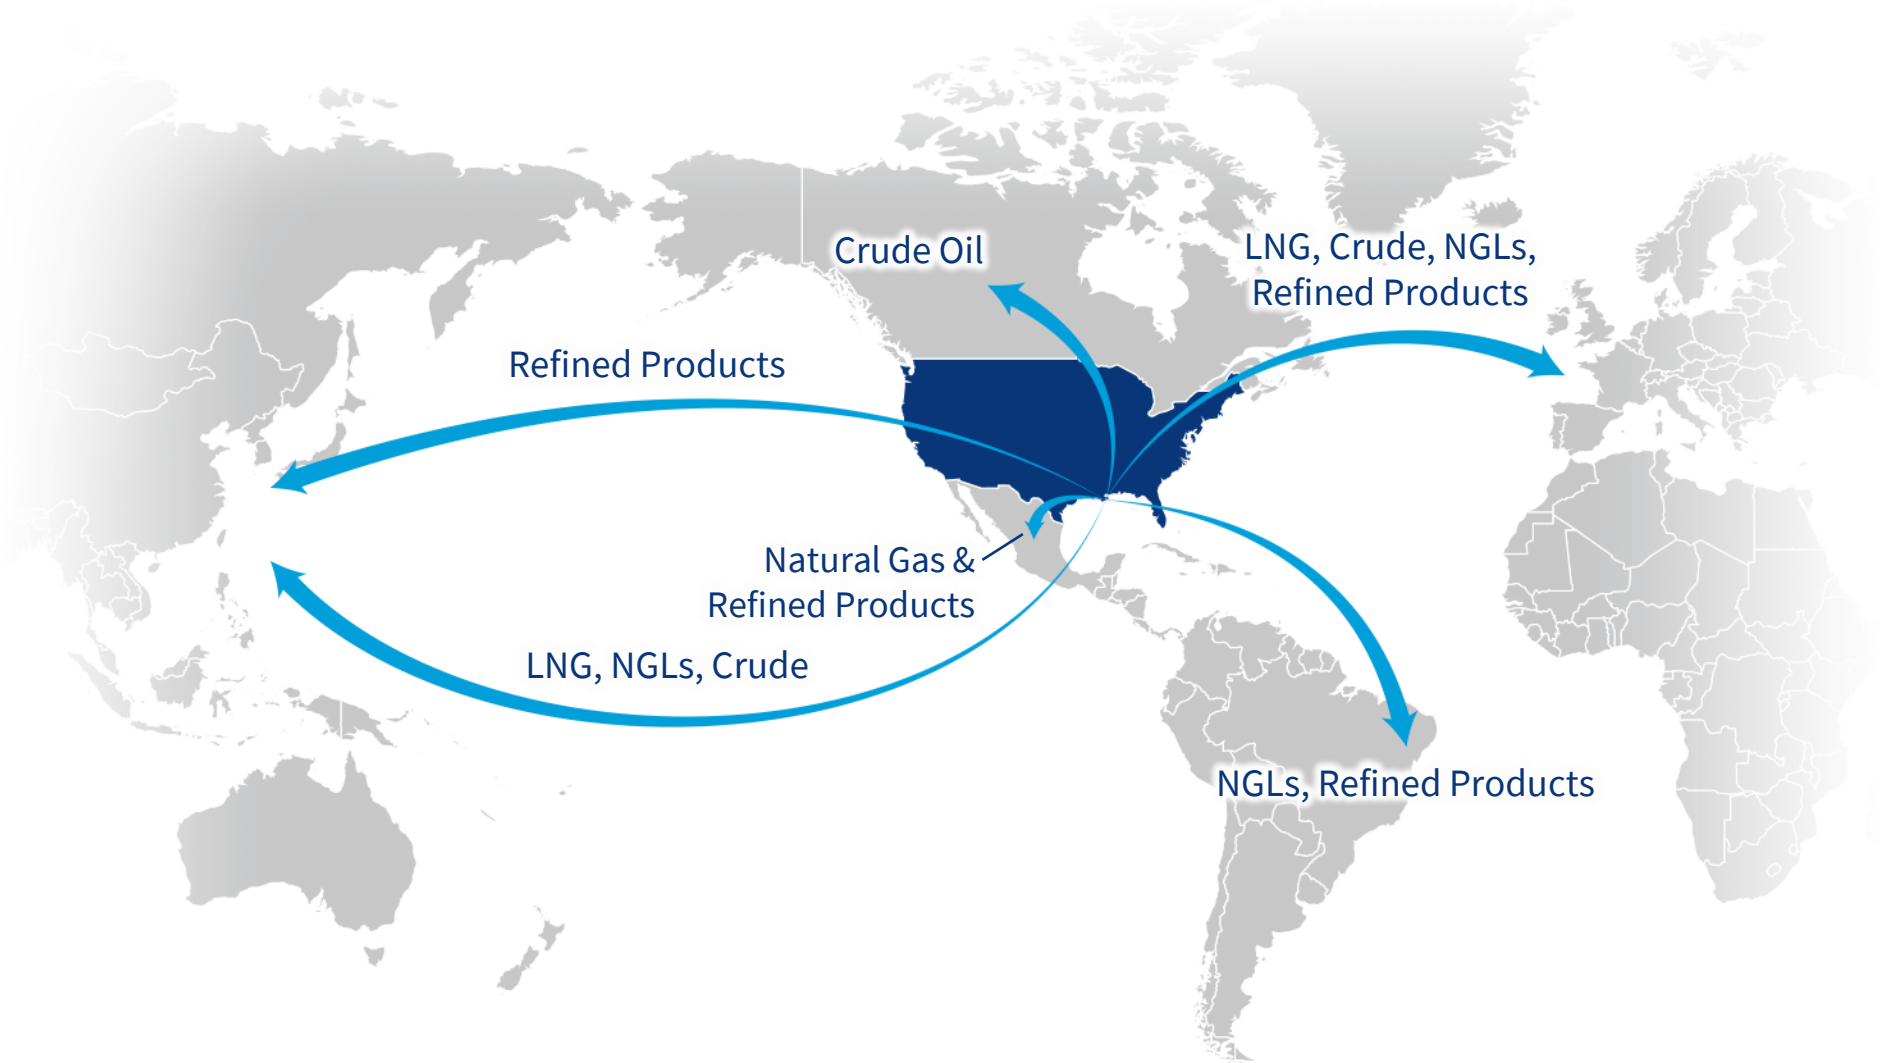 Crude Oil
LNG, Crude, NGLs,
Refined Products
Refined Products
Natural Gas &
Refined Products
LNG, NGLs, Crude
NGLs, Refined Products